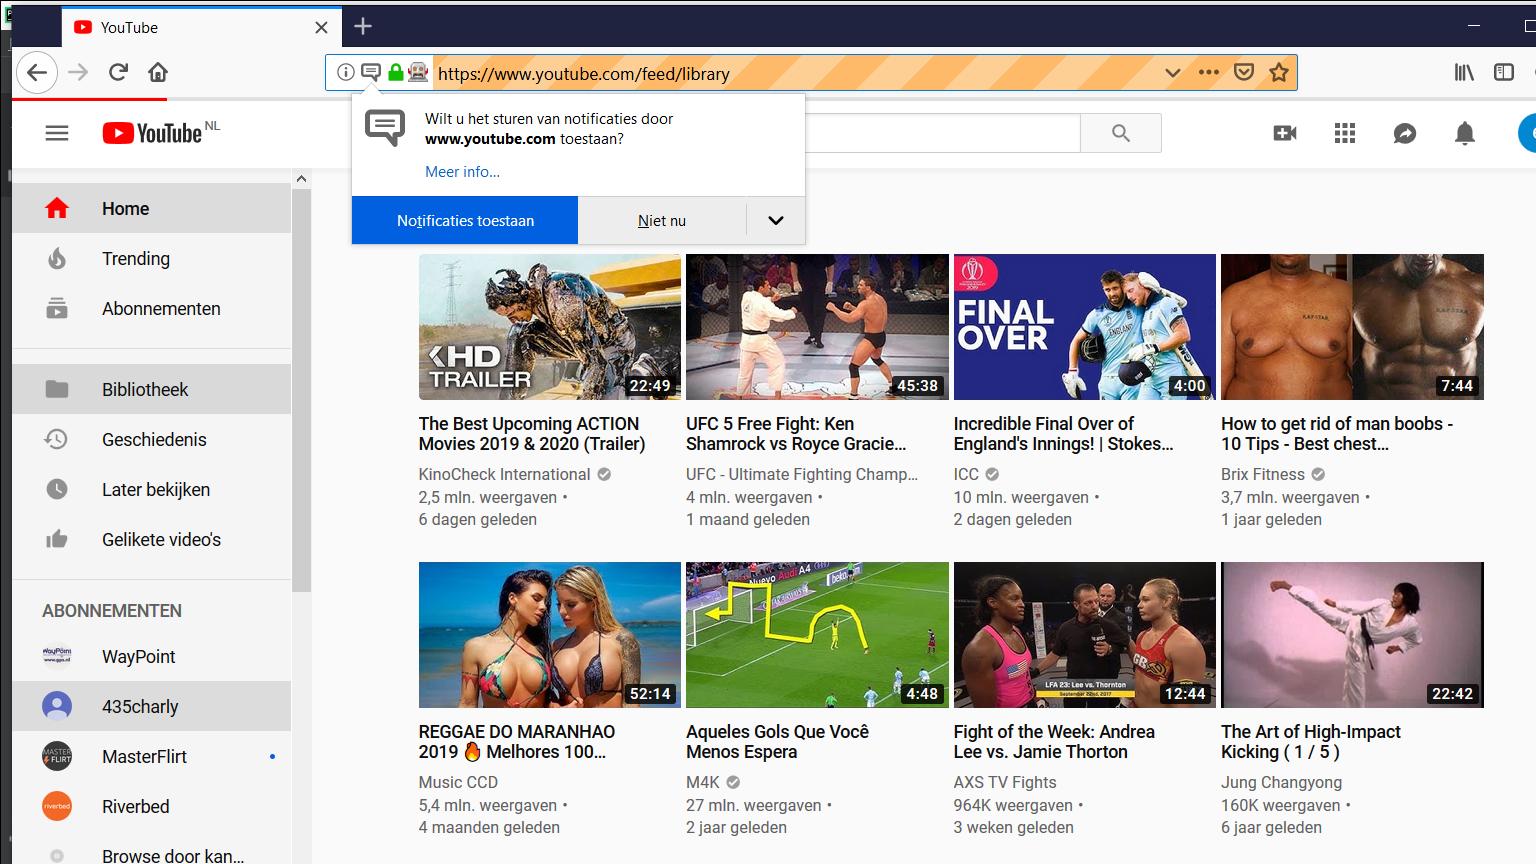 YouTube
https://www.youtube.com/feed/library
Wilt u het sturen van notificaties door
www.youtube.com toestaan?
Meer info...
Notificaties toestaan
Niet nu
YouTube NL
Home
Trending
Abonnementen
Bibliotheek
Geschiedenis
Later bekijken
Gelikete video's
ABONNEMENTEN
WayPoint
435charly
MasterFlirt
Riverbed
Browse door kan...
KHD
TRAILER
22:49
The Best Upcoming ACTION
Movies 2019 & 2020 (Trailer)
KinoCheck International
2,5 mln. weergaven •
6 dagen geleden
45:38
UFC 5 Free Fight: Ken
Shamrock vs Royce Gracie...
UFC - Ultimate Fighting Champ...
4 mln. weergaven •
1 maand geleden
FINAL
OVER
ENGLAND
4:00
Incredible Final Over of
England's Innings! | Stokes...
ICC
10 mln. weergaven •
2 dagen geleden
7:44
How to get rid of man boobs -
10 Tips - Best chest...
Brix Fitness
3,7 mln. weergaven •
1 jaar geleden
52:14
REGGAE DO MARANHAO
2019 🔥 Melhores 100...
Music CCD
5,4 mln. weergaven •
4 maanden geleden
Nuevo Audi A4
beko
4:48
Aqueles Gols Que Você
Menos Espera
M4K
27 mln. weergaven •
2 jaar geleden
LFA 23: Lee vs. Thornton
September 22nd, 2017
12:44
Fight of the Week: Andrea
Lee vs. Jamie Thorton
AXS TV Fights
964K weergaven •
3 weken geleden
22:42
The Art of High-Impact
Kicking ( 1 / 5 )
Jung Changyong
160K weergaven •
6 jaar geleden